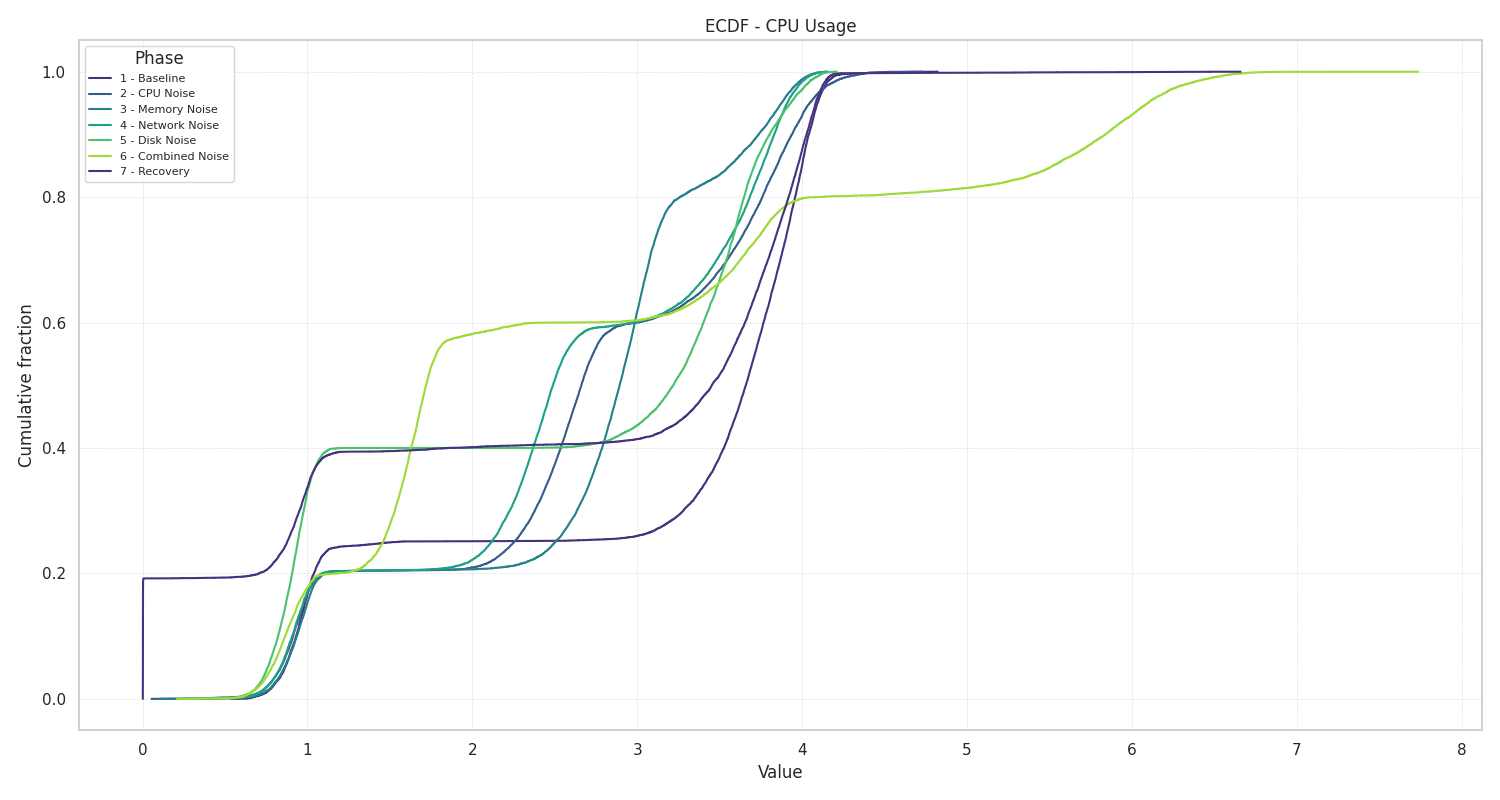 ECDF - CPU Usage
Phase
1 - Baseline
2 - CPU Noise
3 - Memory Noise
4 - Network Noise
5 - Disk Noise
6 - Combined Noise
7 - Recovery
Cumulative fraction
1.0
0.8
0.6
0.4
0.2
0.0
0 1 2 3 4 5 6 7 8
Value